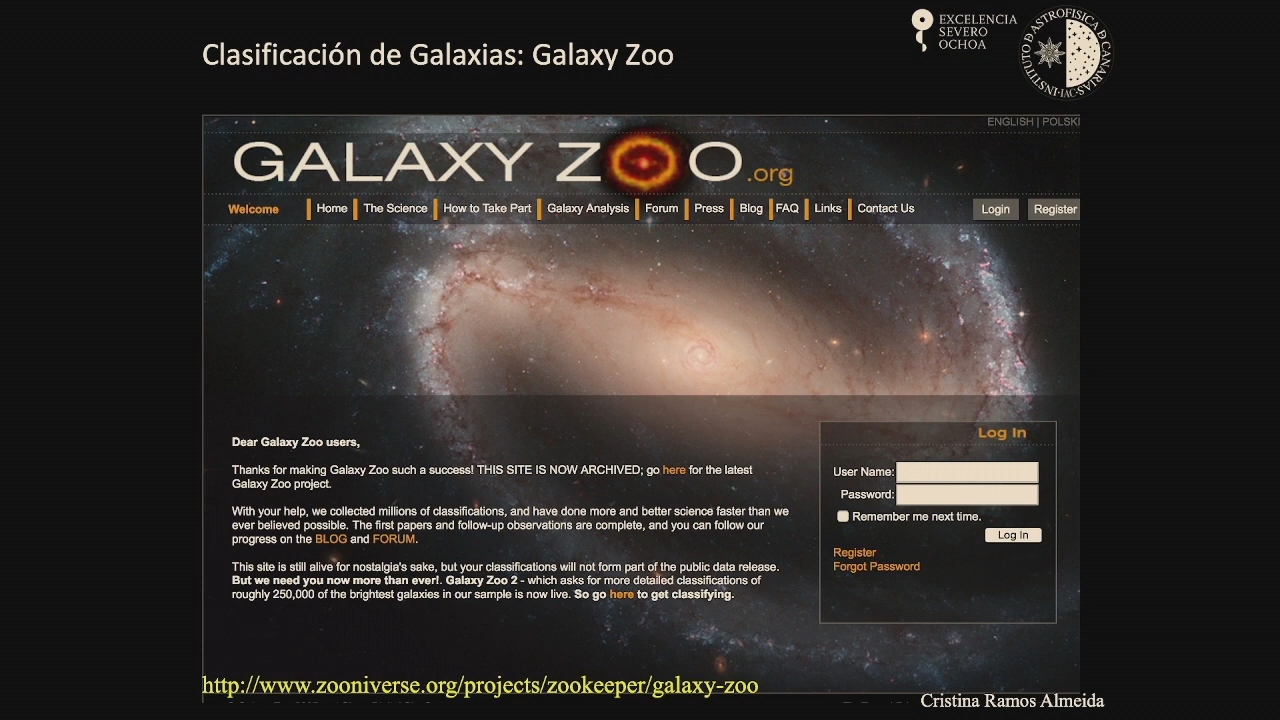 Clasificación de Galaxias: Galaxy Zoo
EXCELENCIA
SEVERO
OCHOA
INSTITUTO D ASTROFISICA D CANARIAS · IAC ·
ENGLISH | POLSKI
GALAXY ZOO.org
Welcome Home The Science How to Take Part Galaxy Analysis Forum Press Blog FAQ Links Contact Us Login Register
Dear Galaxy Zoo users,
Thanks for making Galaxy Zoo such a success! THIS SITE IS NOW ARCHIVED; go here for the latest
Galaxy Zoo project.
With your help, we collected millions of classifications, and have done more and better science faster than we
ever believed possible. The first papers and follow-up observations are complete, and you can follow our
progress on the BLOG and FORUM.
This site is still alive for nostalgia's sake, but your classifications will not form part of the public data release.
But we need you now more than ever!. Galaxy Zoo 2 - which asks for more detailed classifications of
roughly 250,000 of the brightest galaxies in our sample is now live. So go here to get classifying.
Log In
User Name:
Password:
Remember me next time.
Log In
Register
Forgot Password
http://www.zooniverse.org/projects/zookeeper/galaxy-zoo
Cristina Ramos Almeida